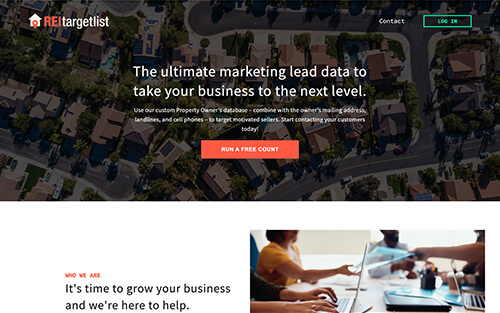 REItargetlist
Contact
LOG IN
The ultimate marketing lead data to
take your business to the next level.
Use our custom Property Owner's database – combine with the owner's mailing address,
landlines, and cell phones – to target motivated sellers. Start contacting your customers
today!
RUN A FREE COUNT
WHO WE ARE
It's time to grow your business
and we're here to help.